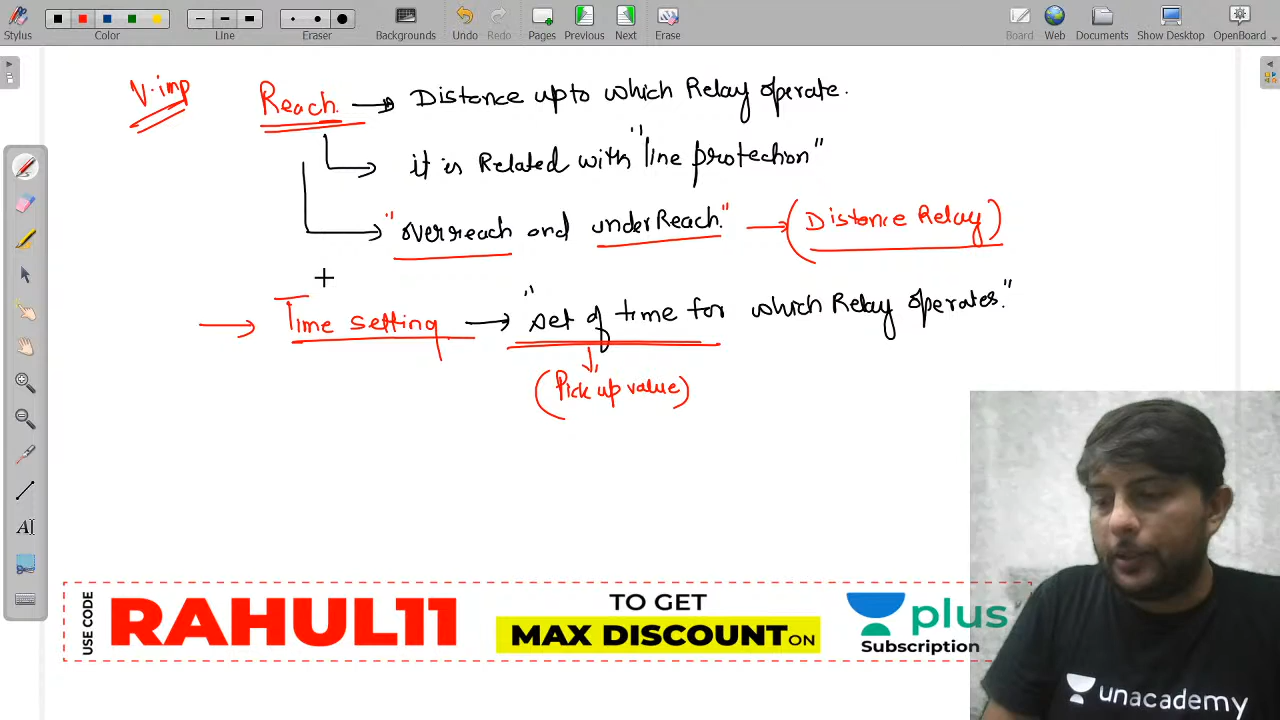 Stylus Color Line Eraser Backgrounds Undo Redo Pages Previous Next Erase Board Web Documents Show Desktop OpenBoard
V.imp Reach → Distance upto which Relay operate.
→ it is Related with "line protection"
→ "overreach and underReach." → (Distance Relay)
→ Time setting → "set of time for which Relay operates."
(Pick up value)
USE CODE
RAHUL11
TO GET
MAX DISCOUNT ON
plus
Subscription
unacademy